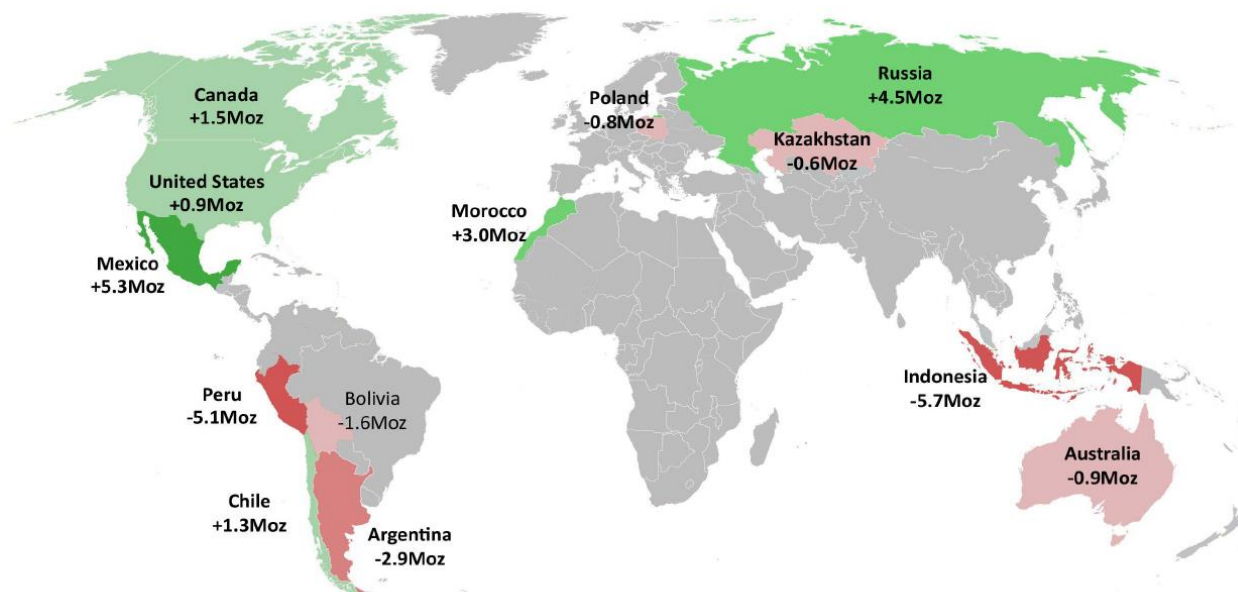 Canada
+1.5Moz
United States
+0.9Moz
Mexico
+5.3Moz
Peru
-5.1Moz
Bolivia
-1.6Moz
Chile
+1.3Moz
Argentina
-2.9Moz
Poland
-0.8Moz
Russia
+4.5Moz
Kazakhstan
-0.6Moz
Morocco
+3.0Moz
Indonesia
-5.7Moz
Australia
-0.9Moz